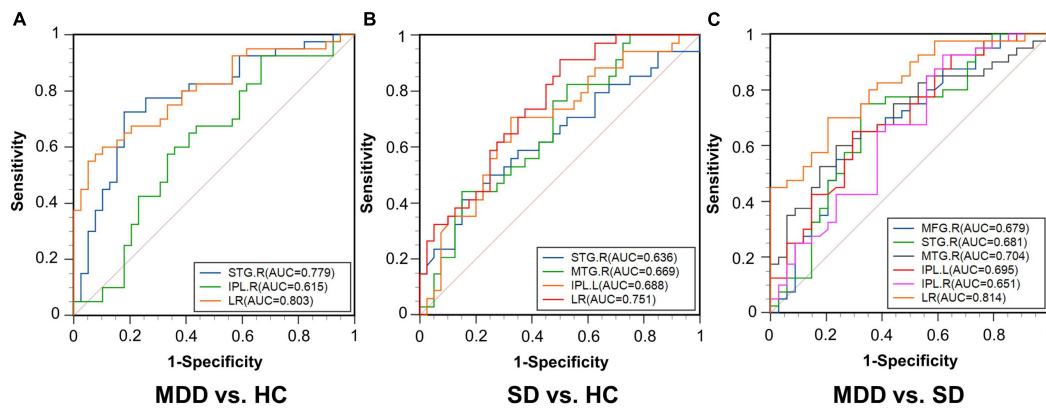 A
1
0.8
0.6
0.4
0.2
0
Sensitivity
STG.R(AUC=0.779)
IPL.R(AUC=0.615)
LR(AUC=0.803)
0
0.2
0.4
0.6
0.8
1
1-Specificity
MDD vs. HC
B
1
0.8
0.6
0.4
0.2
0
Sensitivity
STG.R(AUC=0.636)
MTG.R(AUC=0.669)
IPL.L(AUC=0.688)
LR(AUC=0.751)
0
0.2
0.4
0.6
0.8
1
1-Specificity
SD vs. HC
C
1
0.8
0.6
0.4
0.2
0
Sensitivity
MFG.R(AUC=0.679)
STG.R(AUC=0.681)
MTG.R(AUC=0.704)
IPL.L(AUC=0.695)
IPL.R(AUC=0.651)
LR(AUC=0.814)
0
0.2
0.4
0.6
0.8
1
1-Specificity
MDD vs. SD